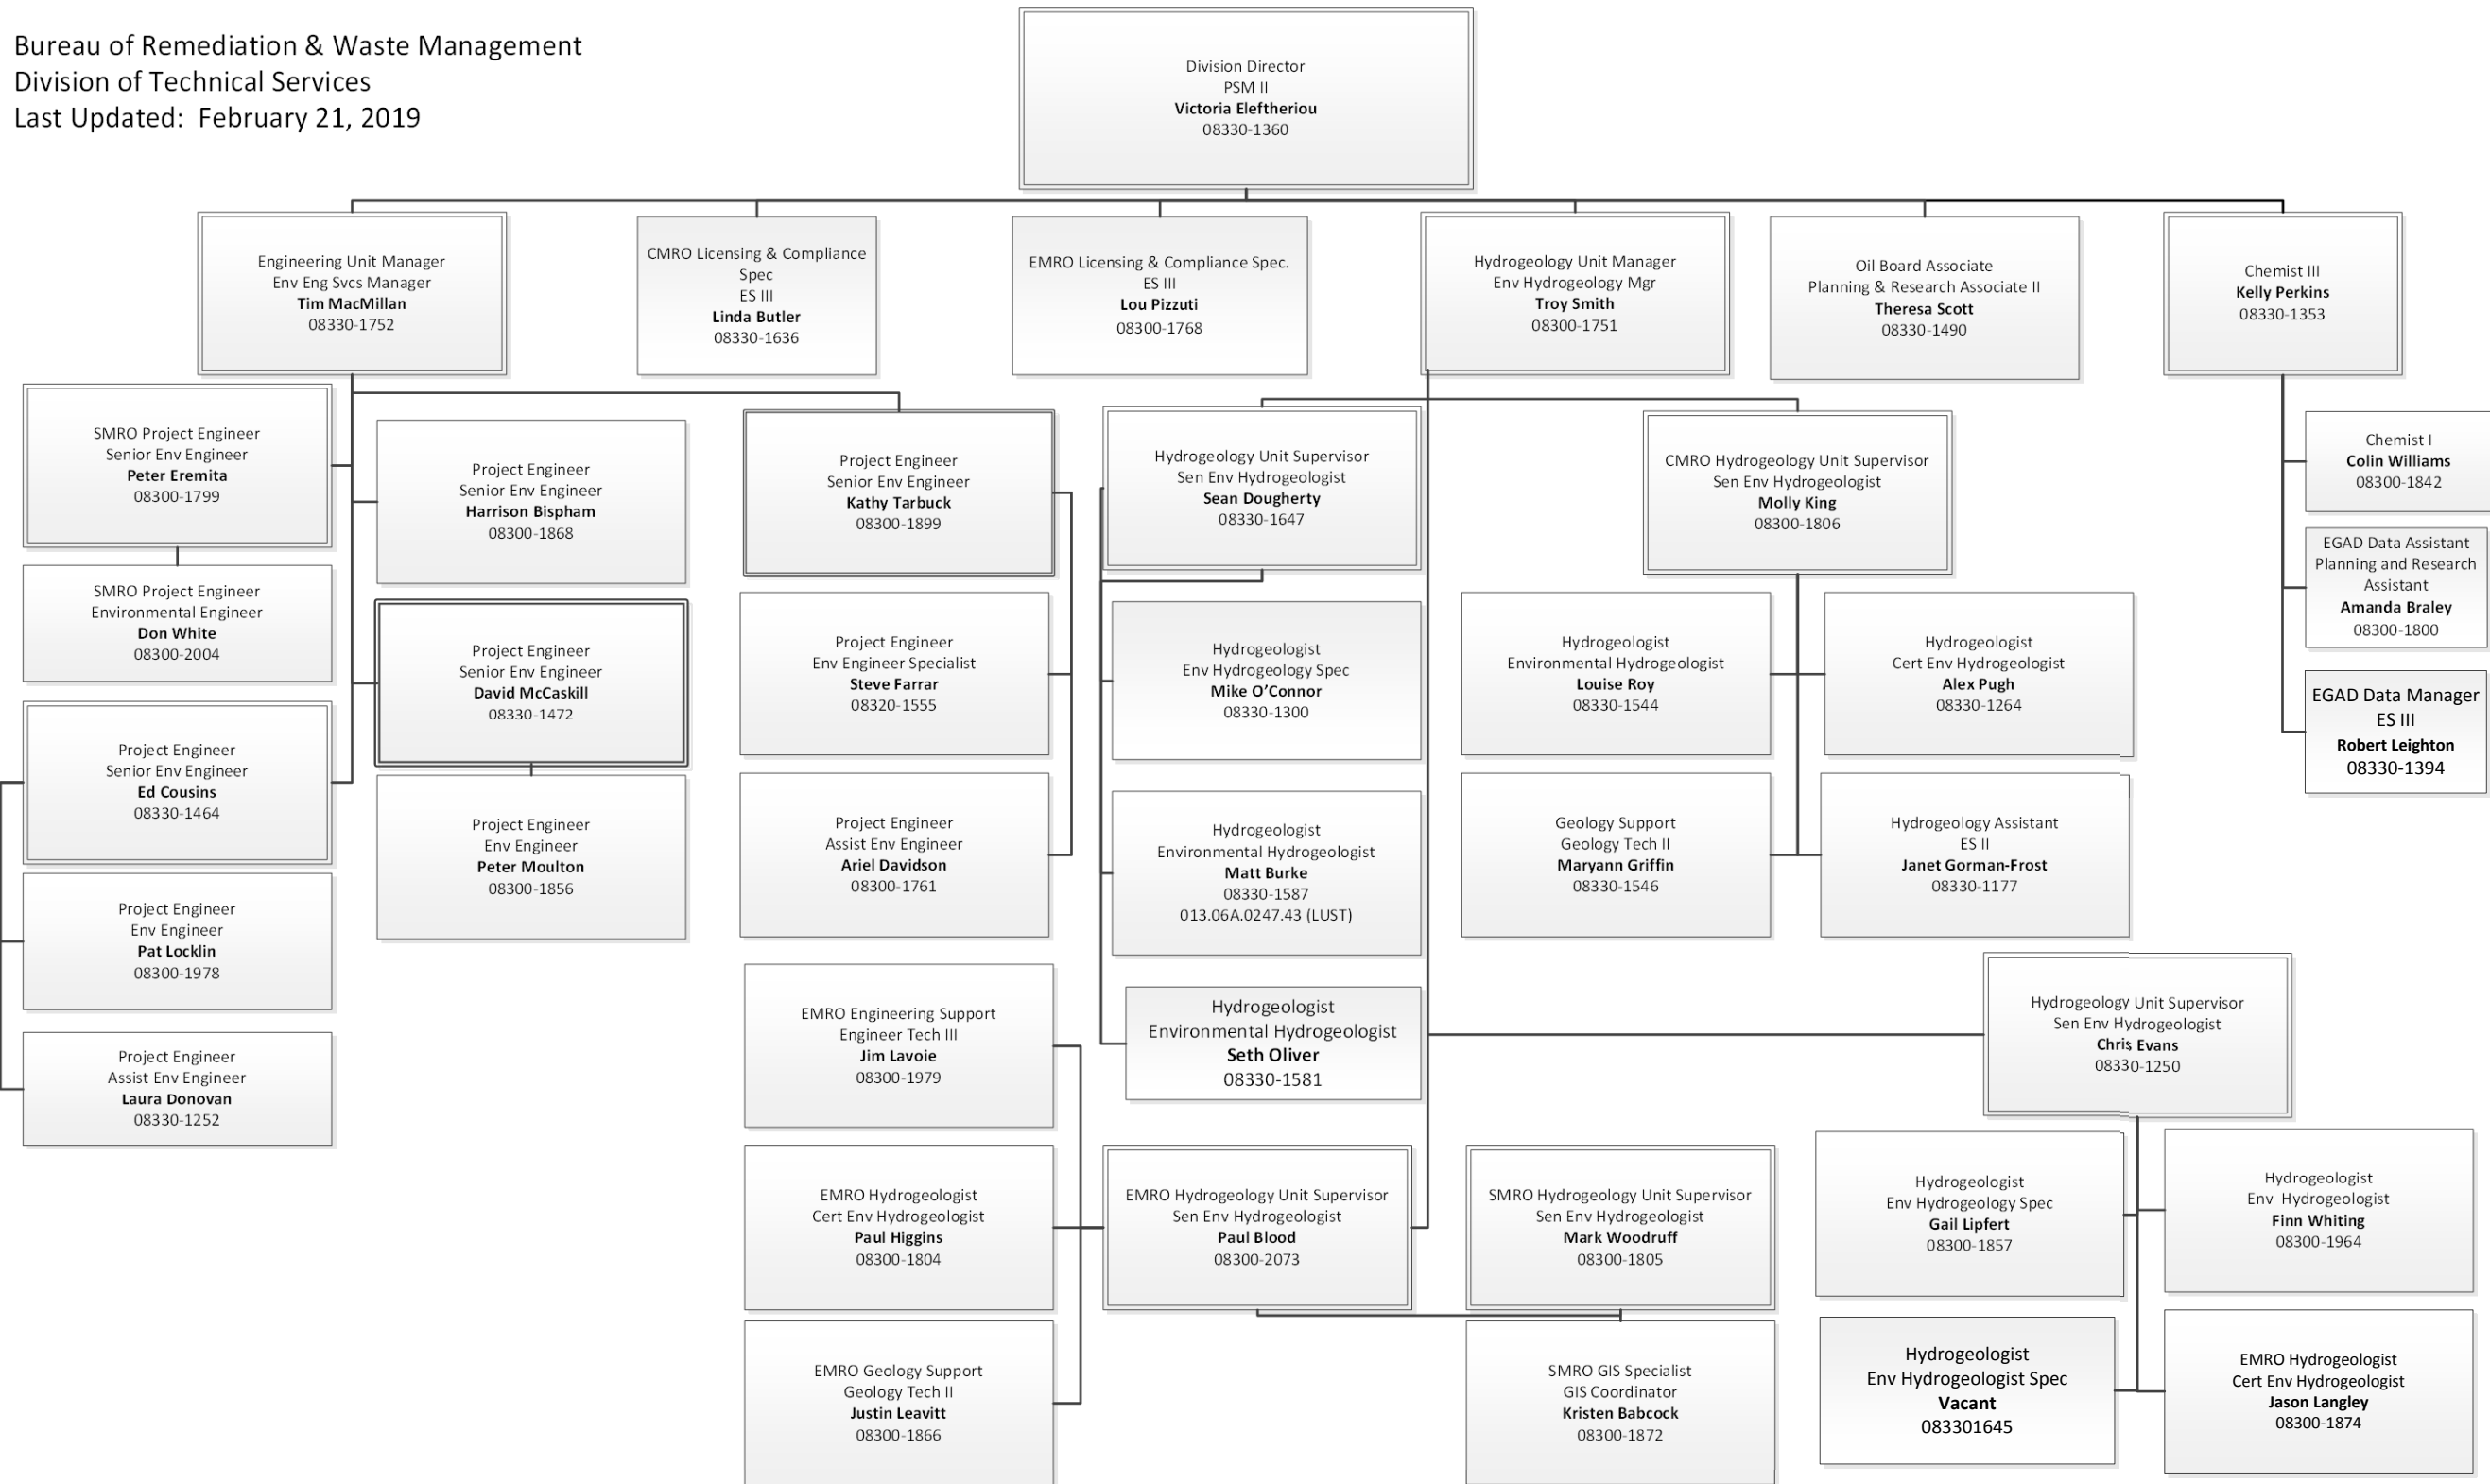 Bureau of Remediation & Waste Management
Division of Technical Services
Last Updated:  February 21, 2019
Division Director
PSM II
Victoria Eleftheriou
08330-1360
Engineering Unit Manager
Env Eng Svcs Manager
Tim MacMillan
08330-1752
CMRO Licensing & Compliance
Spec
ES III
Linda Butler
08330-1636
EMRO Licensing & Compliance Spec.
ES III
Lou Pizzuti
08300-1768
Hydrogeology Unit Manager
Env Hydrogeology Mgr
Troy Smith
08300-1751
Oil Board Associate
Planning & Research Associate II
Theresa Scott
08330-1490
Chemist III
Kelly Perkins
08330-1353
SMRO Project Engineer
Senior Env Engineer
Peter Eremita
08300-1799
Project Engineer
Senior Env Engineer
Harrison Bispham
08300-1868
Project Engineer
Senior Env Engineer
Kathy Tarbuck
08300-1899
Hydrogeology Unit Supervisor
Sen Env Hydrogeologist
Sean Dougherty
08330-1647
CMRO Hydrogeology Unit Supervisor
Sen Env Hydrogeologist
Molly King
08300-1806
Chemist I
Colin Williams
08300-1842
EGAD Data Assistant
Planning and Research
Assistant
Amanda Braley
08300-1800
SMRO Project Engineer
Environmental Engineer
Don White
08300-2004
Project Engineer
Senior Env Engineer
David McCaskill
08330-1472
Project Engineer
Env Engineer Specialist
Steve Farrar
08320-1555
Hydrogeologist
Env Hydrogeology Spec
Mike O’Connor
08330-1300
Hydrogeologist
Environmental Hydrogeologist
Louise Roy
08330-1544
Hydrogeologist
Cert Env Hydrogeologist
Alex Pugh
08330-1264
EGAD Data Manager
ES III
Robert Leighton
08330-1394
Project Engineer
Senior Env Engineer
Ed Cousins
08330-1464
Project Engineer
Env Engineer
Peter Moulton
08300-1856
Project Engineer
Assist Env Engineer
Ariel Davidson
08300-1761
Hydrogeologist
Environmental Hydrogeologist
Matt Burke
08330-1587
013.06A.0247.43 (LUST)
Geology Support
Geology Tech II
Maryann Griffin
08330-1546
Hydrogeology Assistant
ES II
Janet Gorman-Frost
08330-1177
Project Engineer
Env Engineer
Pat Locklin
08300-1978
EMRO Engineering Support
Engineer Tech III
Jim Lavoie
08300-1979
Hydrogeologist
Environmental Hydrogeologist
Seth Oliver
08330-1581
Hydrogeology Unit Supervisor
Sen Env Hydrogeologist
Chris Evans
08330-1250
Project Engineer
Assist Env Engineer
Laura Donovan
08330-1252
EMRO Hydrogeologist
Cert Env Hydrogeologist
Paul Higgins
08300-1804
EMRO Hydrogeology Unit Supervisor
Sen Env Hydrogeologist
Paul Blood
08300-2073
SMRO Hydrogeology Unit Supervisor
Sen Env Hydrogeologist
Mark Woodruff
08300-1805
Hydrogeologist
Env Hydrogeology Spec
Gail Lipfert
08300-1857
Hydrogeologist
Env  Hydrogeologist
Finn Whiting
08300-1964
EMRO Geology Support
Geology Tech II
Justin Leavitt
08300-1866
SMRO GIS Specialist
GIS Coordinator
Kristen Babcock
08300-1872
Hydrogeologist
Env Hydrogeologist Spec
Vacant
083301645
EMRO Hydrogeologist
Cert Env Hydrogeologist
Jason Langley
08300-1874